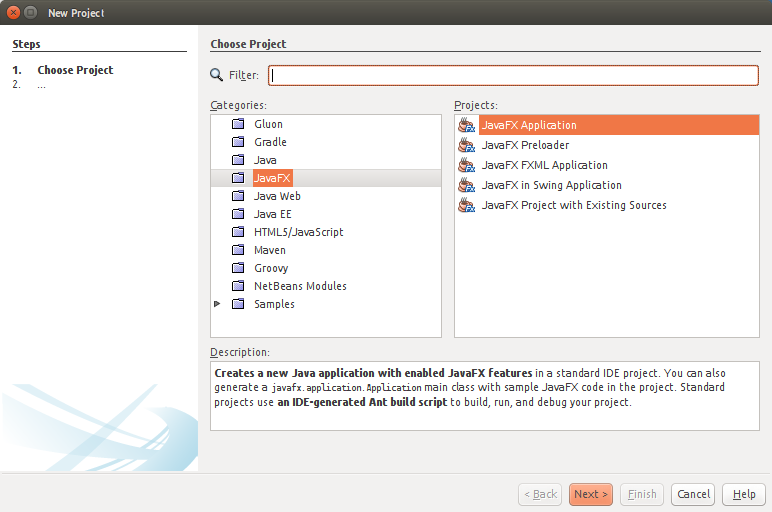 New Project
Steps
1. Choose Project
2. ...
Choose Project
Filter:
Categories:
Gluon
Gradle
Java
JavaFX
Java Web
Java EE
HTML5/JavaScript
Maven
Groovy
NetBeans Modules
Samples
Projects:
JavaFX Application
JavaFX Preloader
JavaFX FXML Application
JavaFX in Swing Application
JavaFX Project with Existing Sources
Description:
Creates a new Java application with enabled JavaFX features in a standard IDE project. You can also
generate a javafx.application.Application main class with sample JavaFX code in the project. Standard
projects use an IDE-generated Ant build script to build, run, and debug your project.
< Back Next > Finish Cancel Help